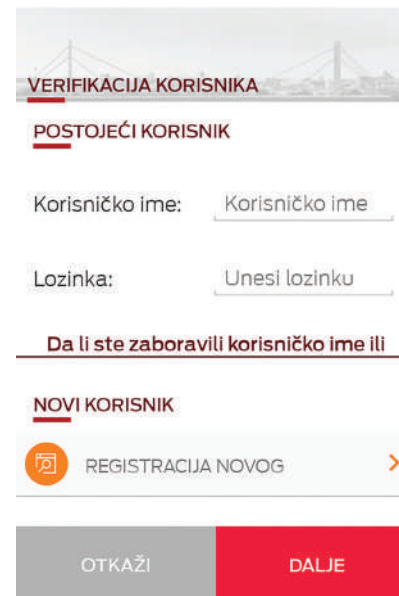 VERIFIKACIJA KORISNIKA
POSTOJEĆI KORISNIK
Korisničko ime: Korisničko ime
Lozinka: Unesi lozinku
Da li ste zaboravili korisničko ime ili
NOVI KORISNIK
REGISTRACIJA NOVOG
OTKAŽI DALJE